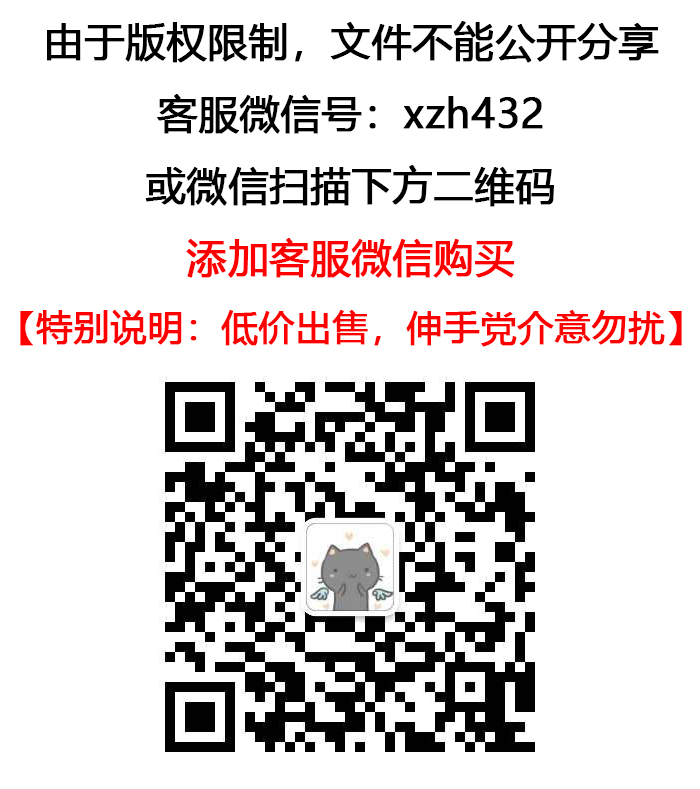 由于版权限制，文件不能公开分享
客服微信号：xzh432
或微信扫描下方二维码
添加客服微信购买
【特别说明：低价出售，伸手党介意勿扰】